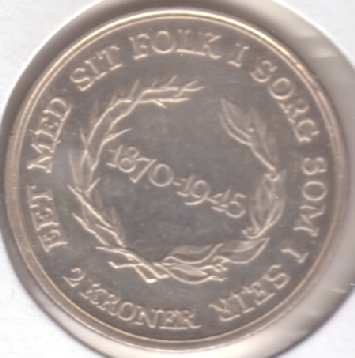 EET MED SIT FOLK I SORG SOM I SEIR
1870-1945
2 KRONER